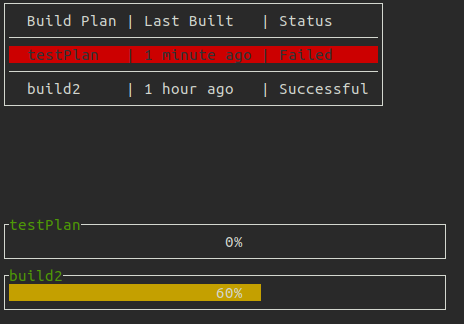 Build Plan | Last Built | Status
testPlan | 1 minute ago | Failed
build2 | 1 hour ago | Successful
testPlan
0%
build2
60%